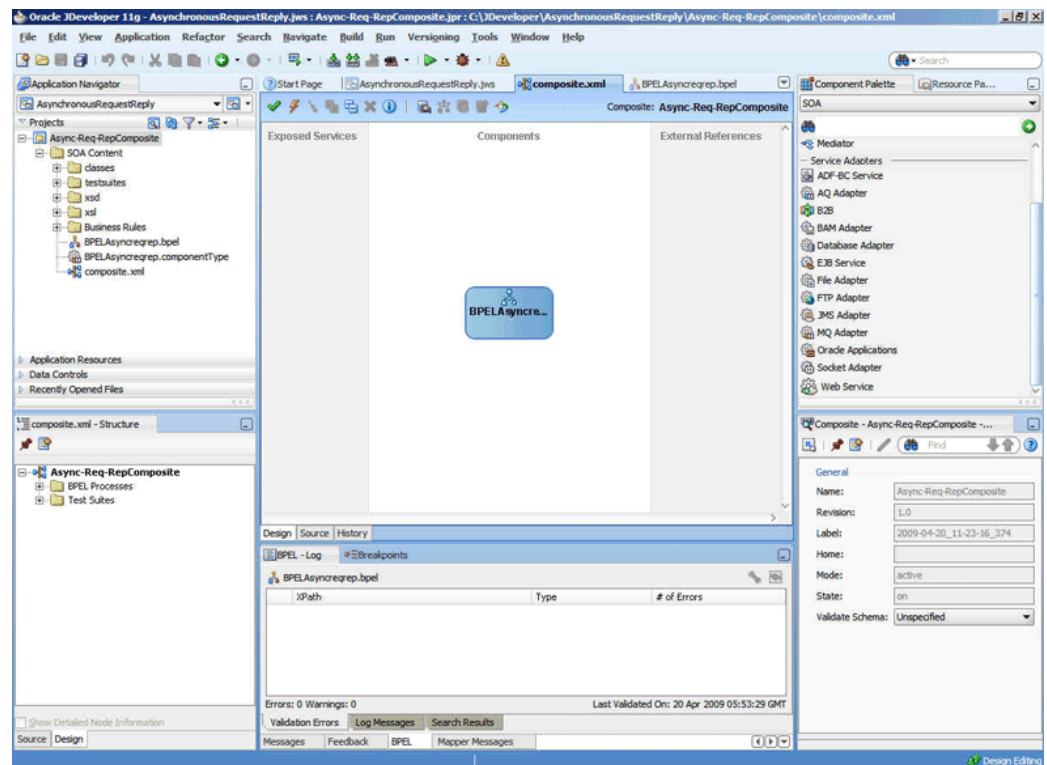 Oracle JDeveloper 11g - AsynchronousRequestReply.jws : Async-Req-RepComposite.jpr : C:\JDeveloper\AsynchronousRequestReply\Async-Req-RepComposite\composite.xml
File Edit View Application Refactor Search Navigate Build Run Versioning Tools Window Help
Search
Application Navigator
AsynchronousRequestReply
Projects
Async-Req-RepComposite
SOA Content
classes
testsuites
xsd
xsl
Business Rules
BPELAsyncreqrep.bpel
BPELAsyncreqrep.componentType
composite.xml
Application Resources
Data Controls
Recently Opened Files
composite.xml - Structure
Async-Req-RepComposite
BPEL Processes
Test Suites
Show Detailed Node Information
Source Design
Start Page AsynchronousRequestReply.jws composite.xml BPELAsyncreqrep.bpel
Composite: Async-Req-RepComposite
Exposed Services Components External References
BPELAsyncre...
Design Source History
BPEL - Log Breakpoints
BPELAsyncreqrep.bpel
XPath Type # of Errors
Errors: 0 Warnings: 0 Last Validated On: 20 Apr 2009 05:53:29 GMT
Validation Errors Log Messages Search Results
Messages Feedback BPEL Mapper Messages
Component Palette Resource Pa...
SOA
Mediator
Service Adapters
ADF-BC Service
AQ Adapter
B2B
BAM Adapter
Database Adapter
EJB Service
File Adapter
FTP Adapter
JMS Adapter
MQ Adapter
Oracle Applications
Socket Adapter
Web Service
Composite - Async-Req-RepComposite -...
Find
General
Name: Async-Req-RepComposite
Revision: 1.0
Label: 2009-04-20_11-23-16_374
Home:
Mode: active
State: on
Validate Schema: Unspecified
Design Editing